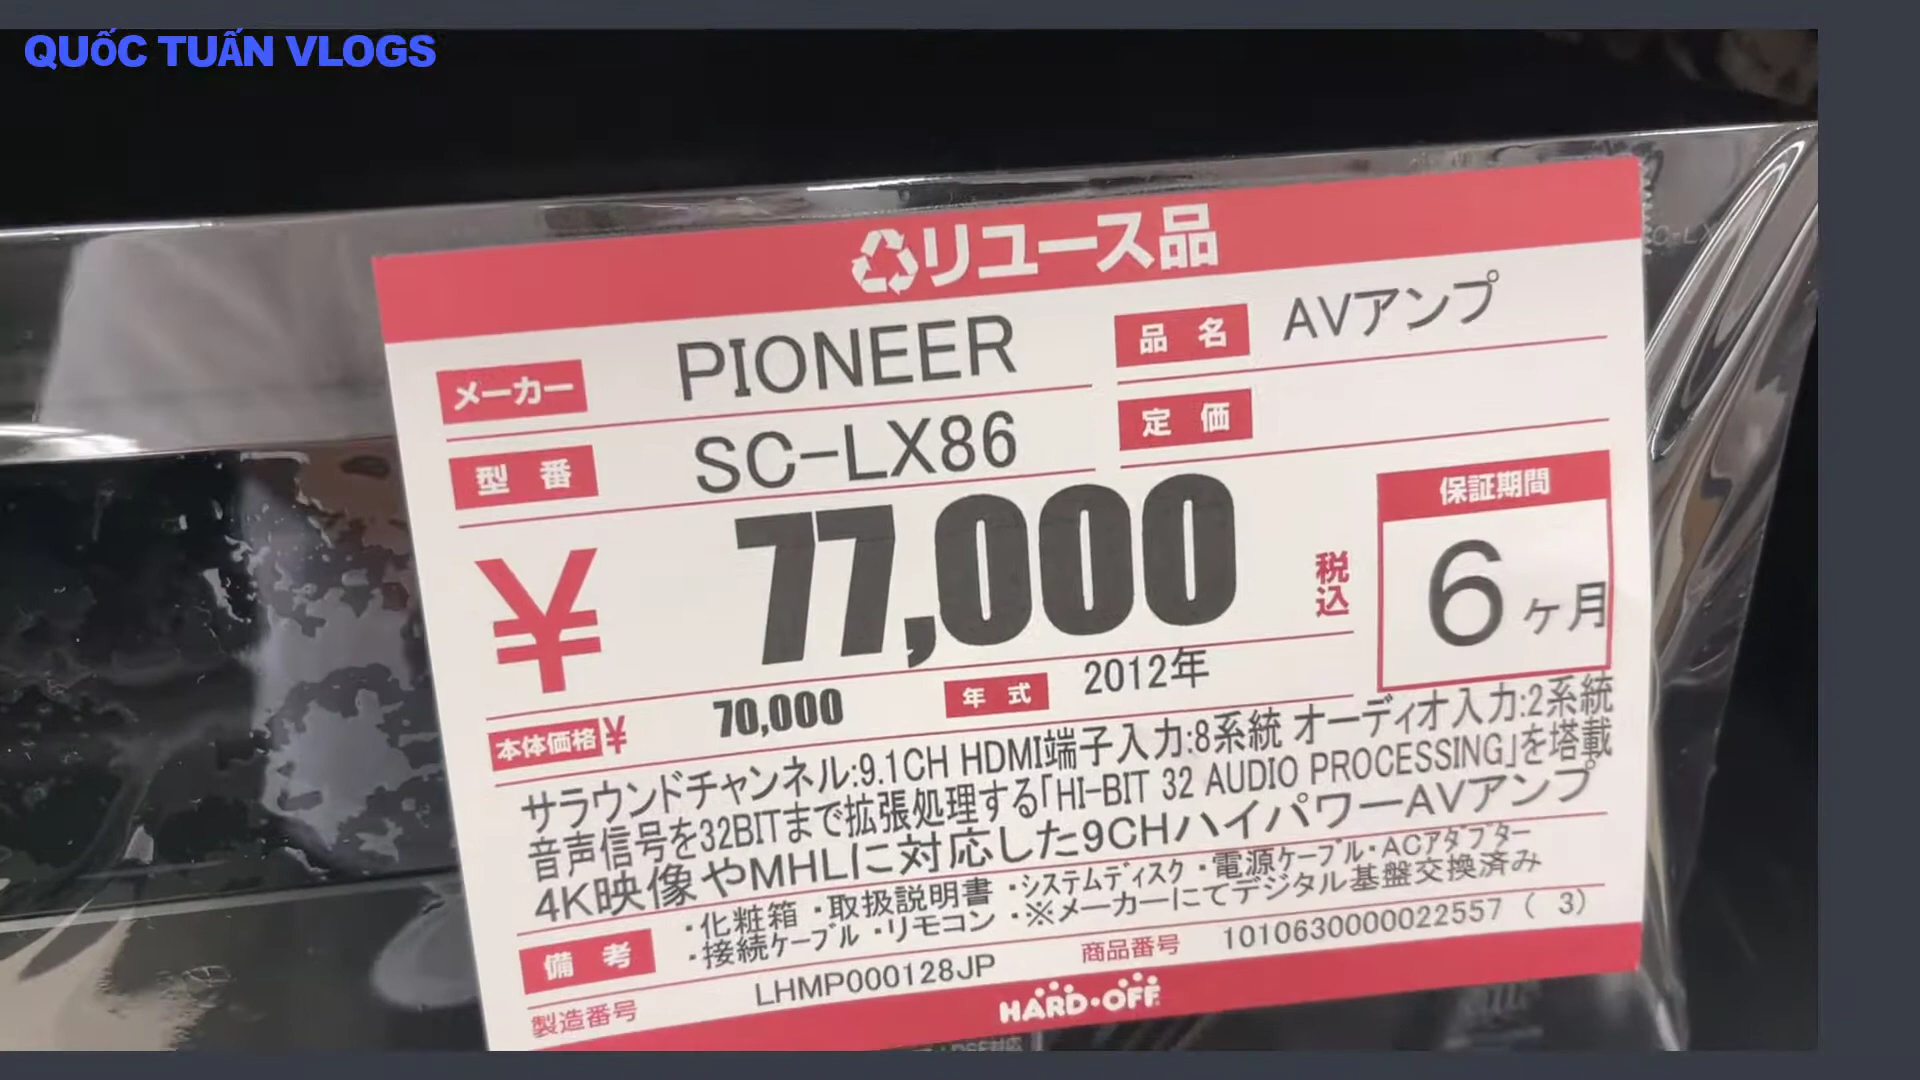 QUỐC TUẤN VLOGS
リユース品
メーカー PIONEER 品名 AVアンプ
型番 SC-LX86 定価
¥ 77,000 税込
保証期間
6ヶ月
本体価格¥ 70,000 年式 2012年
サラウンドチャンネル:9.1CH HDMI端子入力:8系統 オーディオ入力:2系統
音声信号を32BITまで拡張処理する「HI-BIT 32 AUDIO PROCESSING」を塔載
4K映像やMHLに対応した9CHハイパワーAVアンプ
備考 ・化粧箱 ・取扱説明書 ・システムディスク ・電源ケーブル・ACアダプター
・接続ケーブル ・リモコン ・※メーカーにてデジタル基盤交換済み
製造番号 LHMP000128JP 商品番号 1010630000022557 ( 3)
HARD・OFF